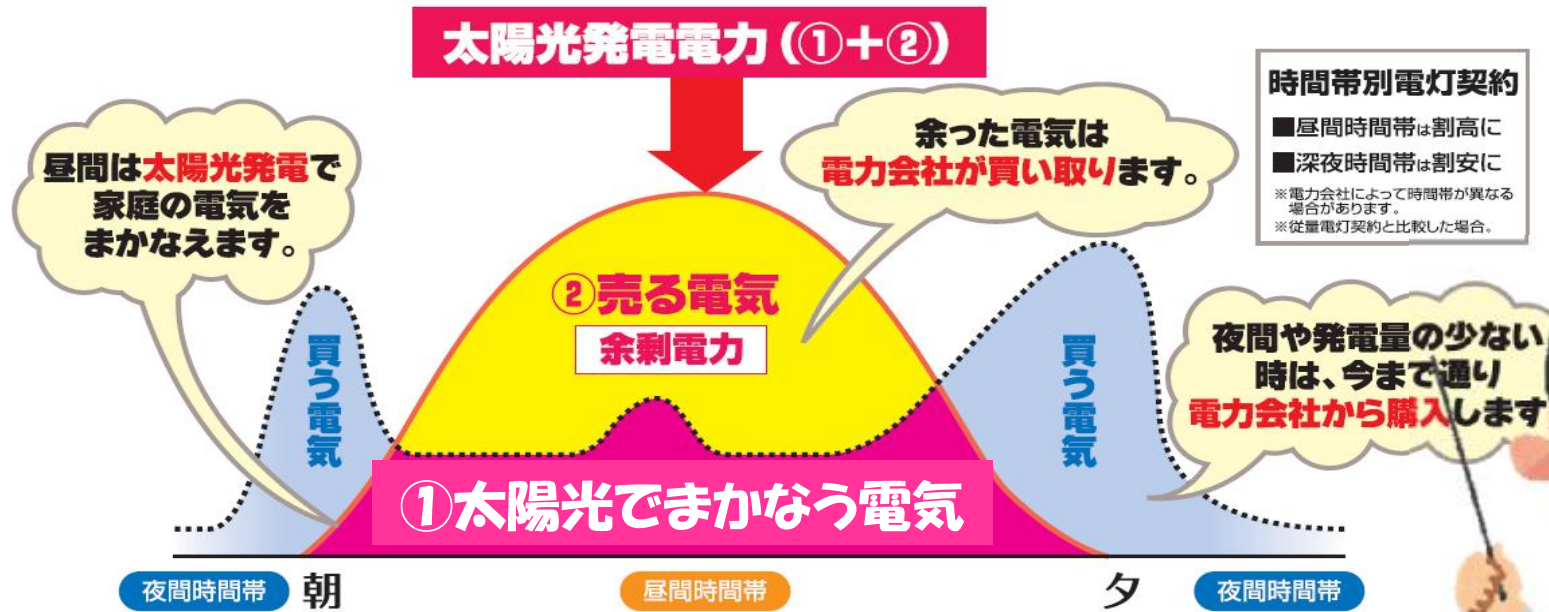 太陽光発電電力(①＋②)
昼間は太陽光発電で
家庭の電気を
まかなえます。
余った電気は
電力会社が買い取ります。
時間帯別電灯契約
■昼間時間帯は割高に
■深夜時間帯は割安に
※電力会社によって時間帯が異なる
場合があります。
※従量電灯契約と比較した場合。
②売る電気
余剰電力
買う電気
買う電気
夜間や発電量の少ない
時は、今まで通り
電力会社から購入します
①太陽光でまかなう電気
夜間時間帯
朝
昼間時間帯
夕
夜間時間帯